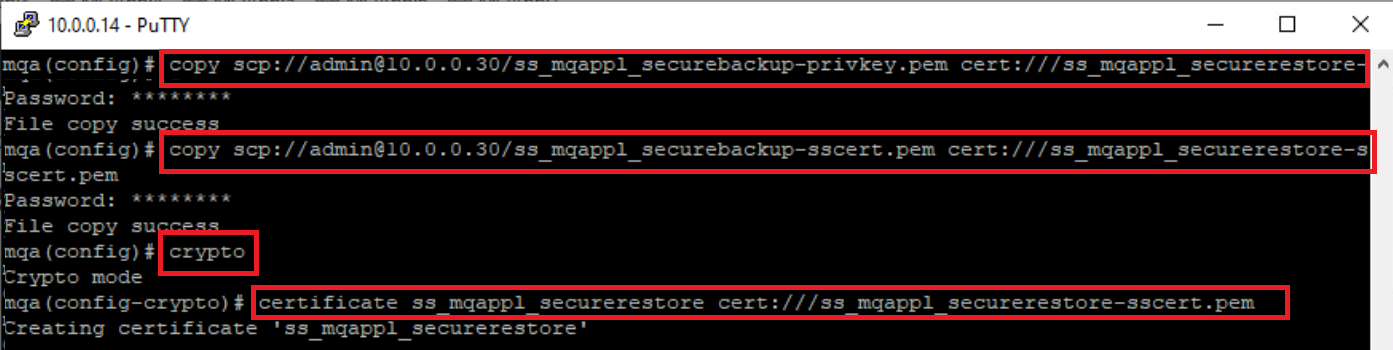 10.0.0.14 - PuTTY
mqa(config)# copy scp://admin@10.0.0.30/ss_mqappl_securebackup-privkey.pem cert:///ss_mqappl_securerestore-
Password: ********
File copy success
mqa(config)# copy scp://admin@10.0.0.30/ss_mqappl_securebackup-sscert.pem cert:///ss_mqappl_securerestore-s
scert.pem
Password: ********
File copy success
mqa(config)# crypto
Crypto mode
mqa(config-crypto)# certificate ss_mqappl_securerestore cert:///ss_mqappl_securerestore-sscert.pem
Creating certificate 'ss_mqappl_securerestore'